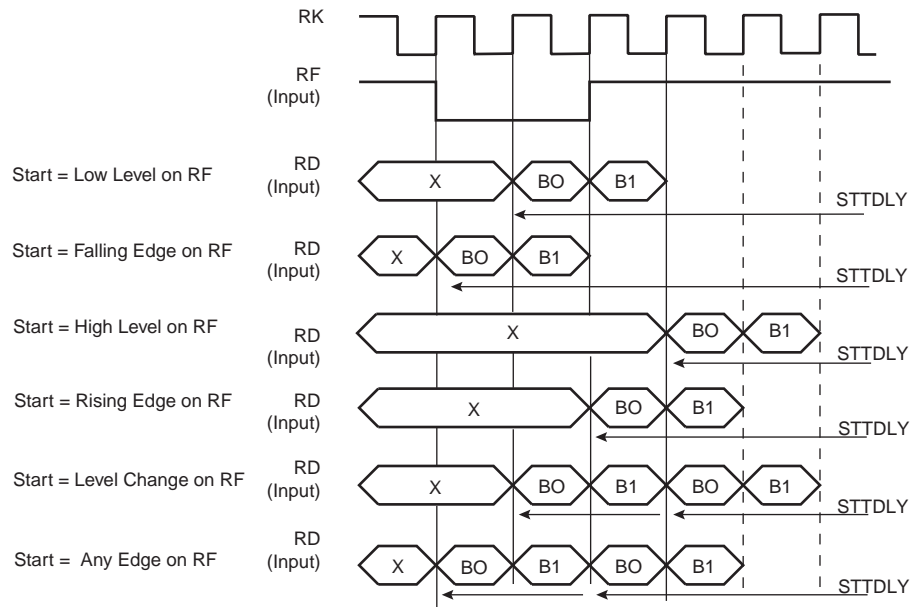 RK
RF
(Input)
Start = Low Level on RF
RD
(Input)
X
BO
B1
STTDLY
Start = Falling Edge on RF
RD
(Input)
X
BO
B1
STTDLY
Start = High Level on RF
RD
(Input)
X
BO
B1
STTDLY
Start = Rising Edge on RF
RD
(Input)
X
BO
B1
STTDLY
Start = Level Change on RF
RD
(Input)
X
BO
B1
BO
B1
STTDLY
Start = Any Edge on RF
RD
(Input)
X
BO
B1
BO
B1
STTDLY